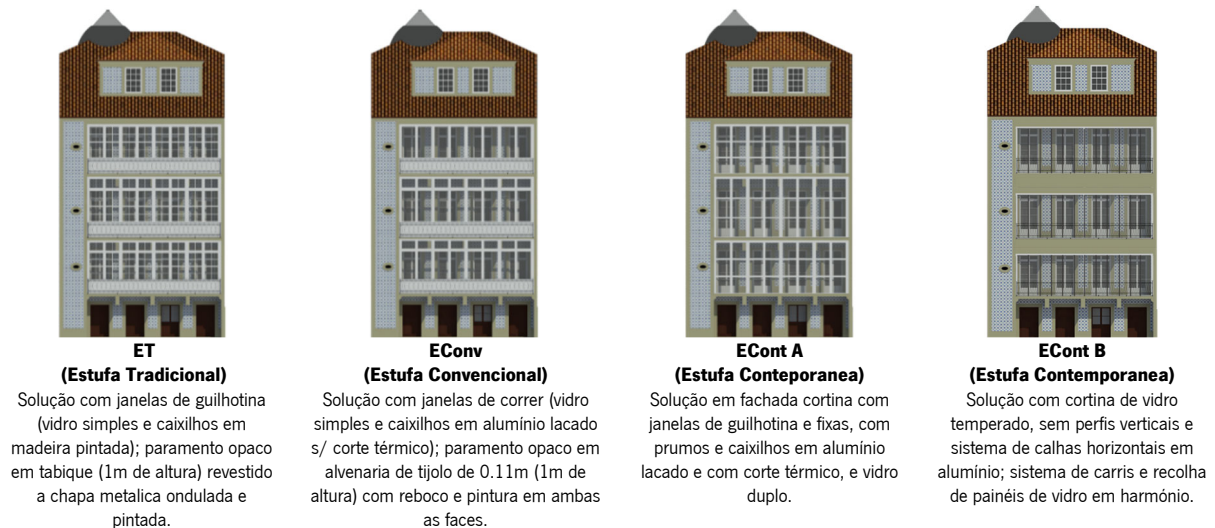 ET
(Estufa Tradicional)
Solução com janelas de guilhotina
(vidro simples e caixilhos em
madeira pintada); paramento opaco
em tabique (1m de altura) revestido
a chapa metalica ondulada e
pintada.
EConv
(Estufa Convencional)
Solução com janelas de correr (vidro
simples e caixilhos em alumínio lacado
s/ corte térmico); paramento opaco em
alvenaria de tijolo de 0.11m (1m de
altura) com reboco e pintura em ambas
as faces.
ECont A
(Estufa Conteporanea)
Solução em fachada cortina com
janelas de guilhotina e fixas, com
prumos e caixilhos em alumínio
lacado e com corte térmico, e vidro
duplo.
ECont B
(Estufa Contemporanea)
Solução com cortina de vidro
temperado, sem perfis verticais e
sistema de calhas horizontais em
alumínio; sistema de carris e recolha
de painéis de vidro em harmónio.